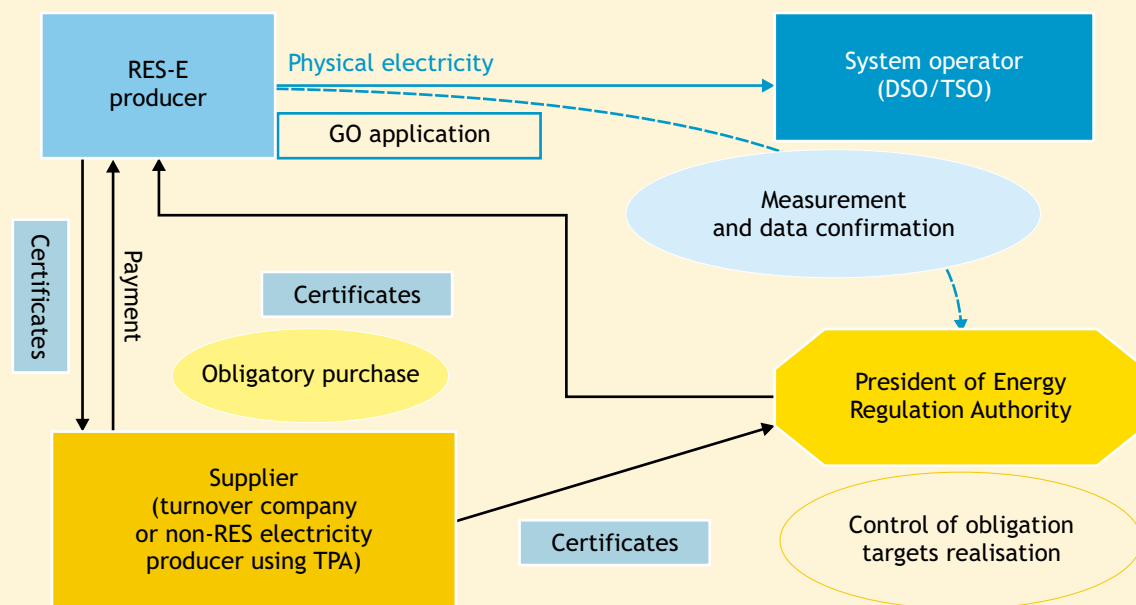 RES-E
producer
Physical electricity
System operator
(DSO/TSO)
GO application
Measurement
and data confirmation
Certificates
Payment
Certificates
Obligatory purchase
President of Energy
Regulation Authority
Supplier
(turnover company
or non-RES electricity
producer using TPA)
Certificates
Control of obligation
targets realisation